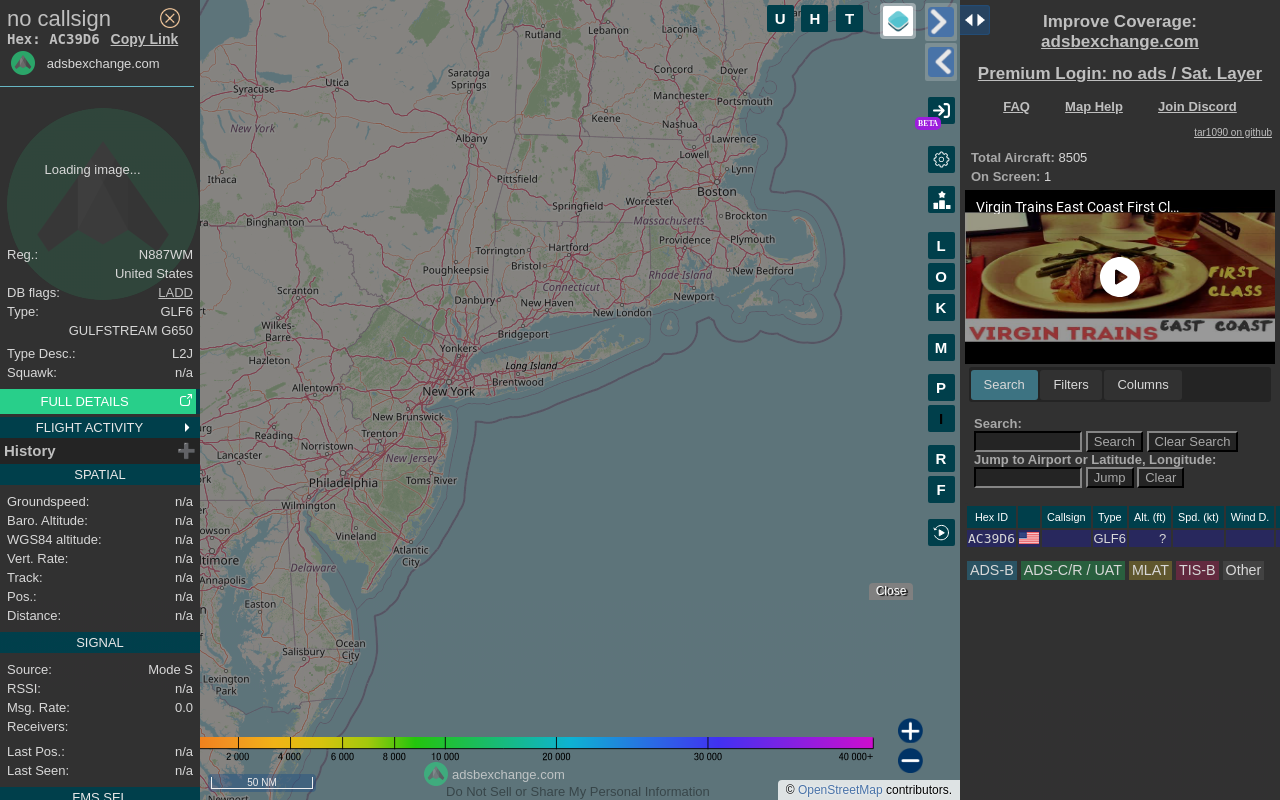 no callsign
Hex: AC39D6 Copy Link
adsbexchange.com
Loading image...
Reg.: N887WM
United States
DB flags: LADD
Type: GLF6
GULFSTREAM G650
Type Desc.: L2J
Squawk: n/a
FULL DETAILS
FLIGHT ACTIVITY
History
SPATIAL
Groundspeed: n/a
Baro. Altitude: n/a
WGS84 altitude: n/a
Vert. Rate: n/a
Track: n/a
Pos.: n/a
Distance: n/a
SIGNAL
Source: Mode S
RSSI: n/a
Msg. Rate: 0.0
Receivers:
Last Pos.: n/a
Last Seen: n/a
FMS SEL
Rutland
Lebanon
Laconia
Concord
Dover
Saratoga
Springs
Utica
Syracuse
Manchester
Portsmouth
Keene
Nashua
New York
Albany
Lawrence
Lowell
Lynn
Ithaca
Pittsfield
Boston
Worcester
Springfield
Binghamton
Massachusetts
Brockton
Providence
Plymouth
Hartford
Torrington
Bristol
Poughkeepsie
New Bedford
Rhode Island
Connecticut
Newport
Scranton
Danbury
New Haven
New London
Wilkes-
Barre
Bridgeport
Yonkers
Hazleton
Long Island
Brentwood
Allentown
New York
New Brunswick
Reading
Trenton
Norristown
Lancaster
New Jersey
Philadelphia
Toms River
Wilmington
Vineland
Atlantic
City
Delaware
Annapolis
Easton
Ocean
City
Salisbury
Lexington
Park
2 000 4 000 6 000 8 000 10 000 20 000 30 000 40 000+
50 NM
adsbexchange.com
Do Not Sell or Share My Personal Information
© OpenStreetMap contributors.
U H T
BETA
L
O
K
M
P
I
R
F
Close
Improve Coverage:
adsbexchange.com
Premium Login: no ads / Sat. Layer
FAQ Map Help Join Discord
tar1090 on github
Total Aircraft: 8505
On Screen: 1
Virgin Trains East Coast First Cl...
FIRST
CLASS
VIRGIN TRAINS EAST COAST
Search Filters Columns
Search:
Search Clear Search
Jump to Airport or Latitude, Longitude:
Jump Clear
Hex ID Callsign Type Alt. (ft) Spd. (kt) Wind D.
AC39D6 GLF6 ?
ADS-B ADS-C/R / UAT MLAT TIS-B Other